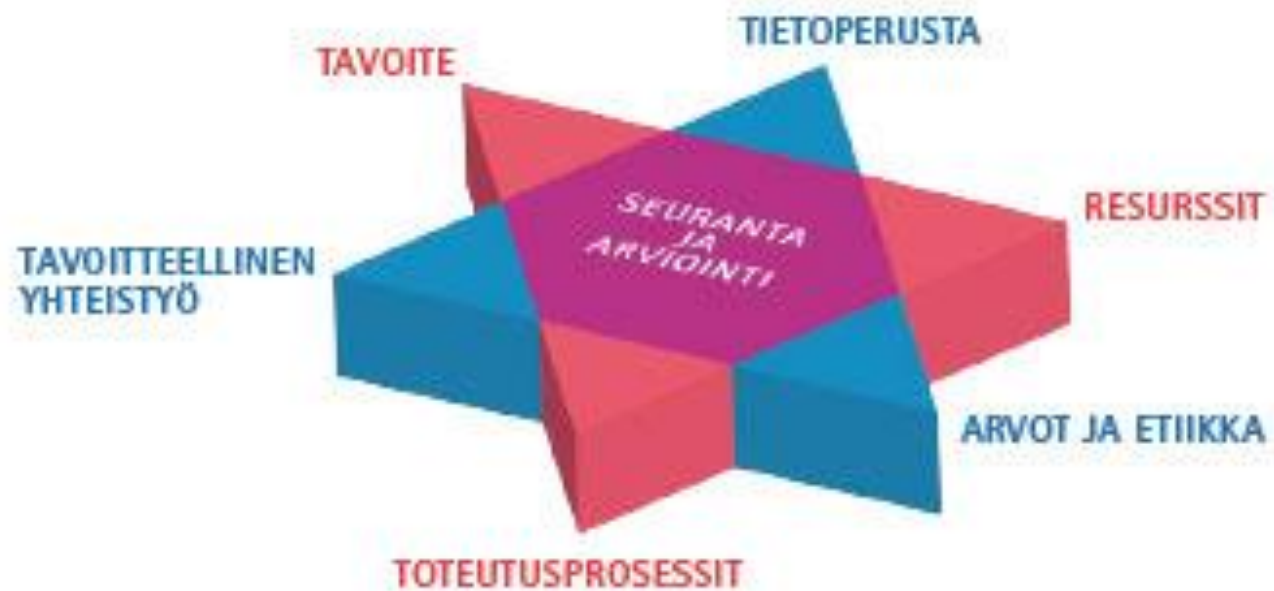 TIETOPERUSTA
TAVOITE
RESURSSIT
SEURANTA
JA
ARVIOINTI
TAVOITTEELLINEN
YHTEISTYÖ
ARVOT JA ETIIKKA
TOTEUTUSPROSESSIT